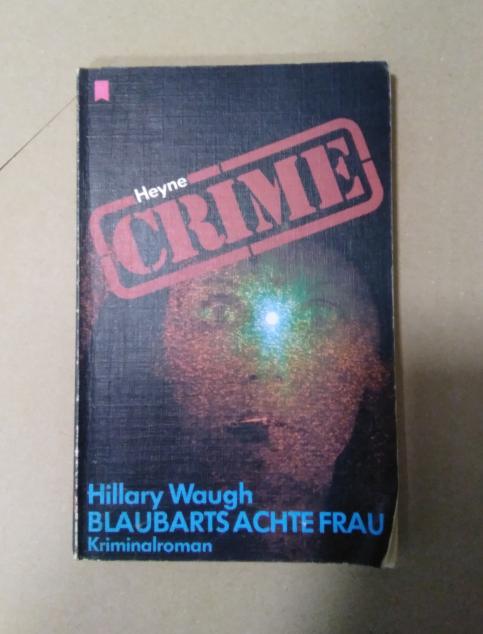 Heyne
CRIME
Hillary Waugh
BLAUBARTS ACHTE FRAU
Kriminalroman